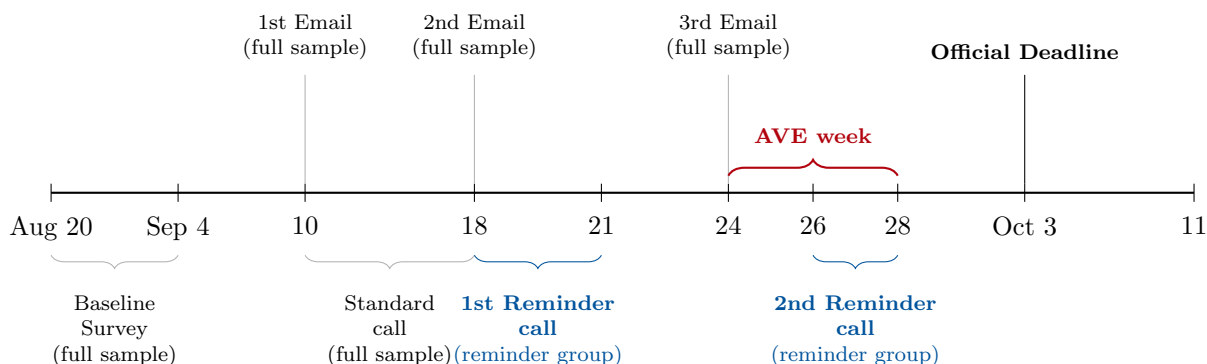 1st Email
(full sample)
2nd Email
(full sample)
3rd Email
(full sample)
Official Deadline
AVE week
Aug 20
Sep 4
10
18
21
24
26
28
Oct 3
11
Baseline
Survey
(full sample)
Standard
call
(full sample)
1st Reminder
call
(reminder group)
2nd Reminder
call
(reminder group)